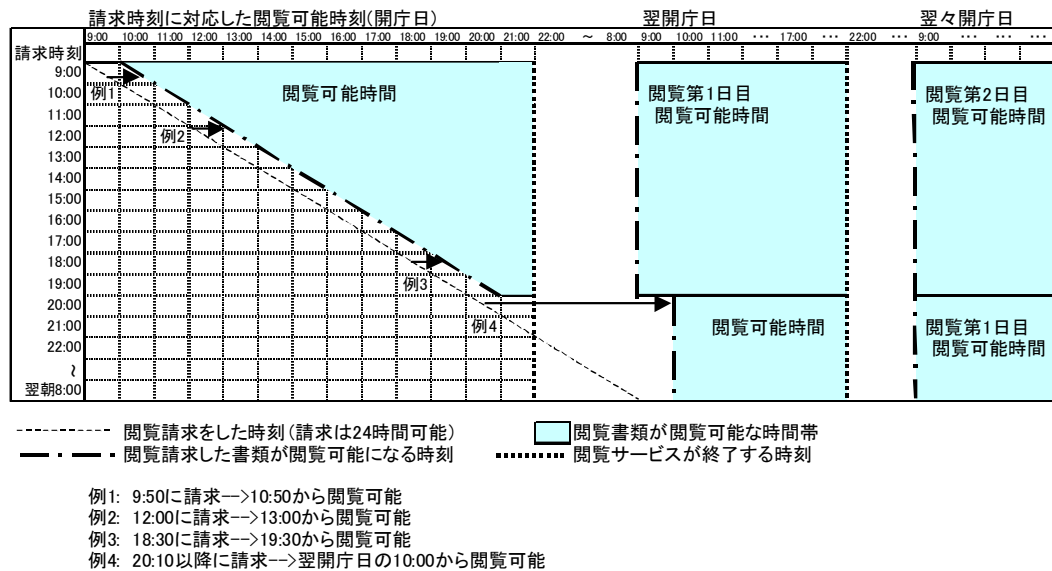 請求時刻に対応した閲覧可能時刻(開庁日) 翌開庁日 翌々開庁日
9:00 10:00 11:00 12:00 13:00 14:00 15:00 16:00 17:00 18:00 19:00 20:00 21:00 22:00 ～ 8:00 9:00 10:00 11:00 … 17:00 … 22:00 … 9:00 … … …
請求時刻
9:00
10:00
11:00
12:00
13:00
14:00
15:00
16:00
17:00
18:00
19:00
20:00
21:00
22:00
～
翌朝8:00
例1
例2
例3
例4
閲覧可能時間
閲覧第1日目
閲覧可能時間
閲覧可能時間
閲覧第2日目
閲覧可能時間
閲覧第1日目
閲覧可能時間
閲覧請求をした時刻(請求は24時間可能) 閲覧書類が閲覧可能な時間帯
閲覧請求した書類が閲覧可能になる時刻 閲覧サービスが終了する時刻
例1: 9:50に請求-->10:50から閲覧可能
例2: 12:00に請求-->13:00から閲覧可能
例3: 18:30に請求-->19:30から閲覧可能
例4: 20:10以降に請求-->翌開庁日の10:00から閲覧可能